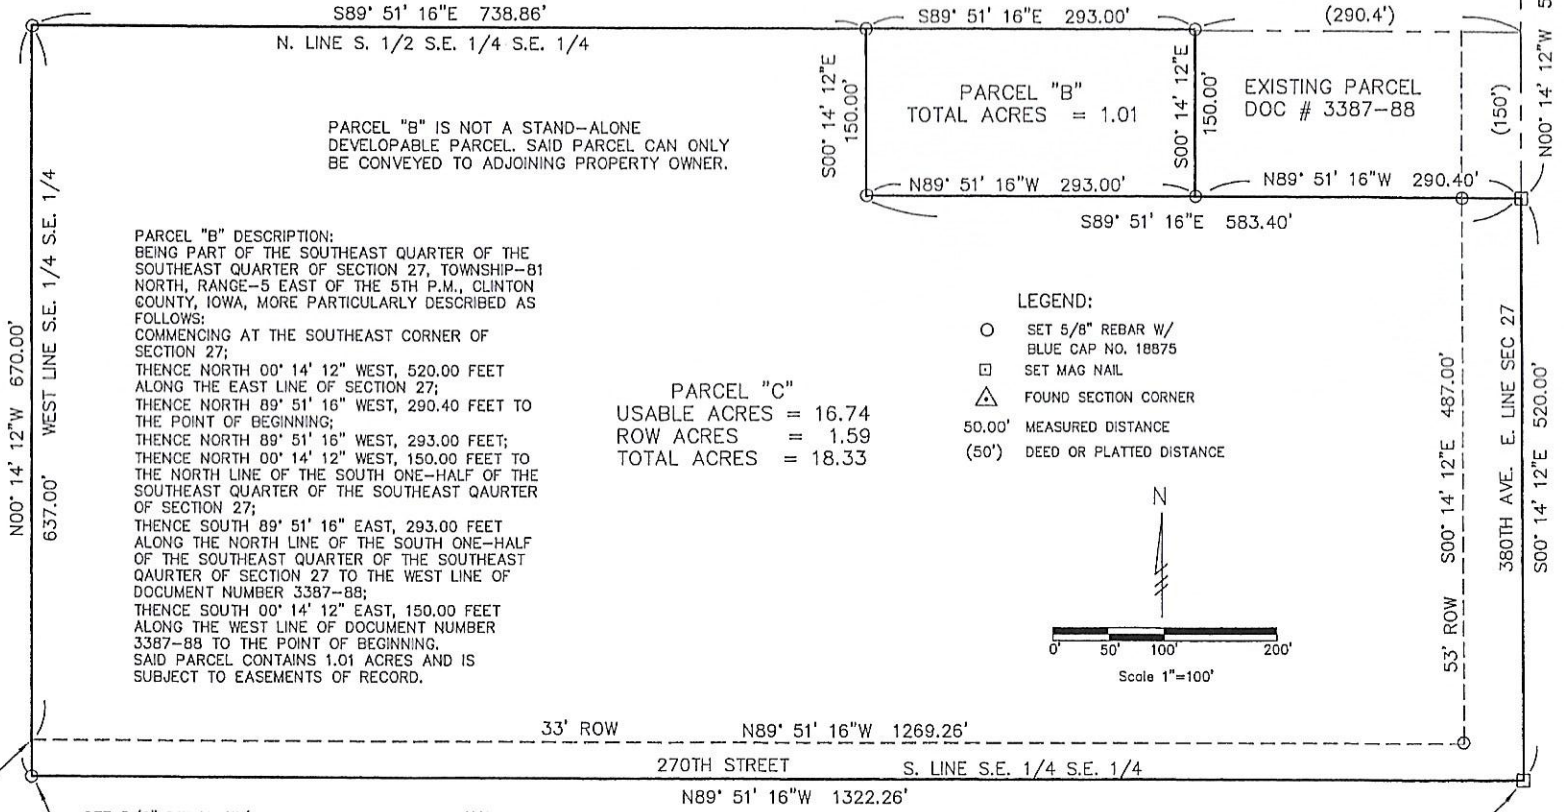 S89° 51' 16"E 738.86'
N. LINE S. 1/2 S.E. 1/4 S.E. 1/4
S89° 51' 16"E 293.00'
(290.4')
S00° 14' 12"E
150.00'
PARCEL "B"
TOTAL ACRES = 1.01
S00° 14' 12"E
150.00'
EXISTING PARCEL
DOC # 3387-88
(150')
N00° 14' 12"W
PARCEL "B" IS NOT A STAND-ALONE
DEVELOPABLE PARCEL. SAID PARCEL CAN ONLY
BE CONVEYED TO ADJOINING PROPERTY OWNER.
N89° 51' 16"W 293.00'
N89° 51' 16"W 290.40'
S89° 51' 16"E 583.40'
N00° 14' 12"W 670.00'
WEST LINE S.E. 1/4 S.E. 1/4
637.00'
PARCEL "B" DESCRIPTION:
BEING PART OF THE SOUTHEAST QUARTER OF THE
SOUTHEAST QUARTER OF SECTION 27, TOWNSHIP-81
NORTH, RANGE-5 EAST OF THE 5TH P.M., CLINTON
COUNTY, IOWA, MORE PARTICULARLY DESCRIBED AS
FOLLOWS:
COMMENCING AT THE SOUTHEAST CORNER OF
SECTION 27;
THENCE NORTH 00° 14' 12" WEST, 520.00 FEET
ALONG THE EAST LINE OF SECTION 27;
THENCE NORTH 89° 51' 16" WEST, 290.40 FEET TO
THE POINT OF BEGINNING;
THENCE NORTH 89° 51' 16" WEST, 293.00 FEET;
THENCE NORTH 00° 14' 12" WEST, 150.00 FEET TO
THE NORTH LINE OF THE SOUTH ONE-HALF OF THE
SOUTHEAST QUARTER OF THE SOUTHEAST QAURTER
OF SECTION 27;
THENCE SOUTH 89° 51' 16" EAST, 293.00 FEET
ALONG THE NORTH LINE OF THE SOUTH ONE-HALF
OF THE SOUTHEAST QUARTER OF THE SOUTHEAST
QAURTER OF SECTION 27 TO THE WEST LINE OF
DOCUMENT NUMBER 3387-88;
THENCE SOUTH 00° 14' 12" EAST, 150.00 FEET
ALONG THE WEST LINE OF DOCUMENT NUMBER
3387-88 TO THE POINT OF BEGINNING.
SAID PARCEL CONTAINS 1.01 ACRES AND IS
SUBJECT TO EASEMENTS OF RECORD.
PARCEL "C"
USABLE ACRES = 16.74
ROW ACRES = 1.59
TOTAL ACRES = 18.33
LEGEND:
SET 5/8" REBAR W/
BLUE CAP NO. 18875
SET MAG NAIL
FOUND SECTION CORNER
50.00' MEASURED DISTANCE
(50') DEED OR PLATTED DISTANCE
N
0' 50' 100' 200'
Scale 1"=100'
53' ROW S00° 14' 12"E 487.00'
380TH AVE. E. LINE SEC 27
S00° 14' 12"E 520.00'
33' ROW N89° 51' 16"W 1269.26'
270TH STREET S. LINE S.E. 1/4 S.E. 1/4
N89° 51' 16"W 1322.26'